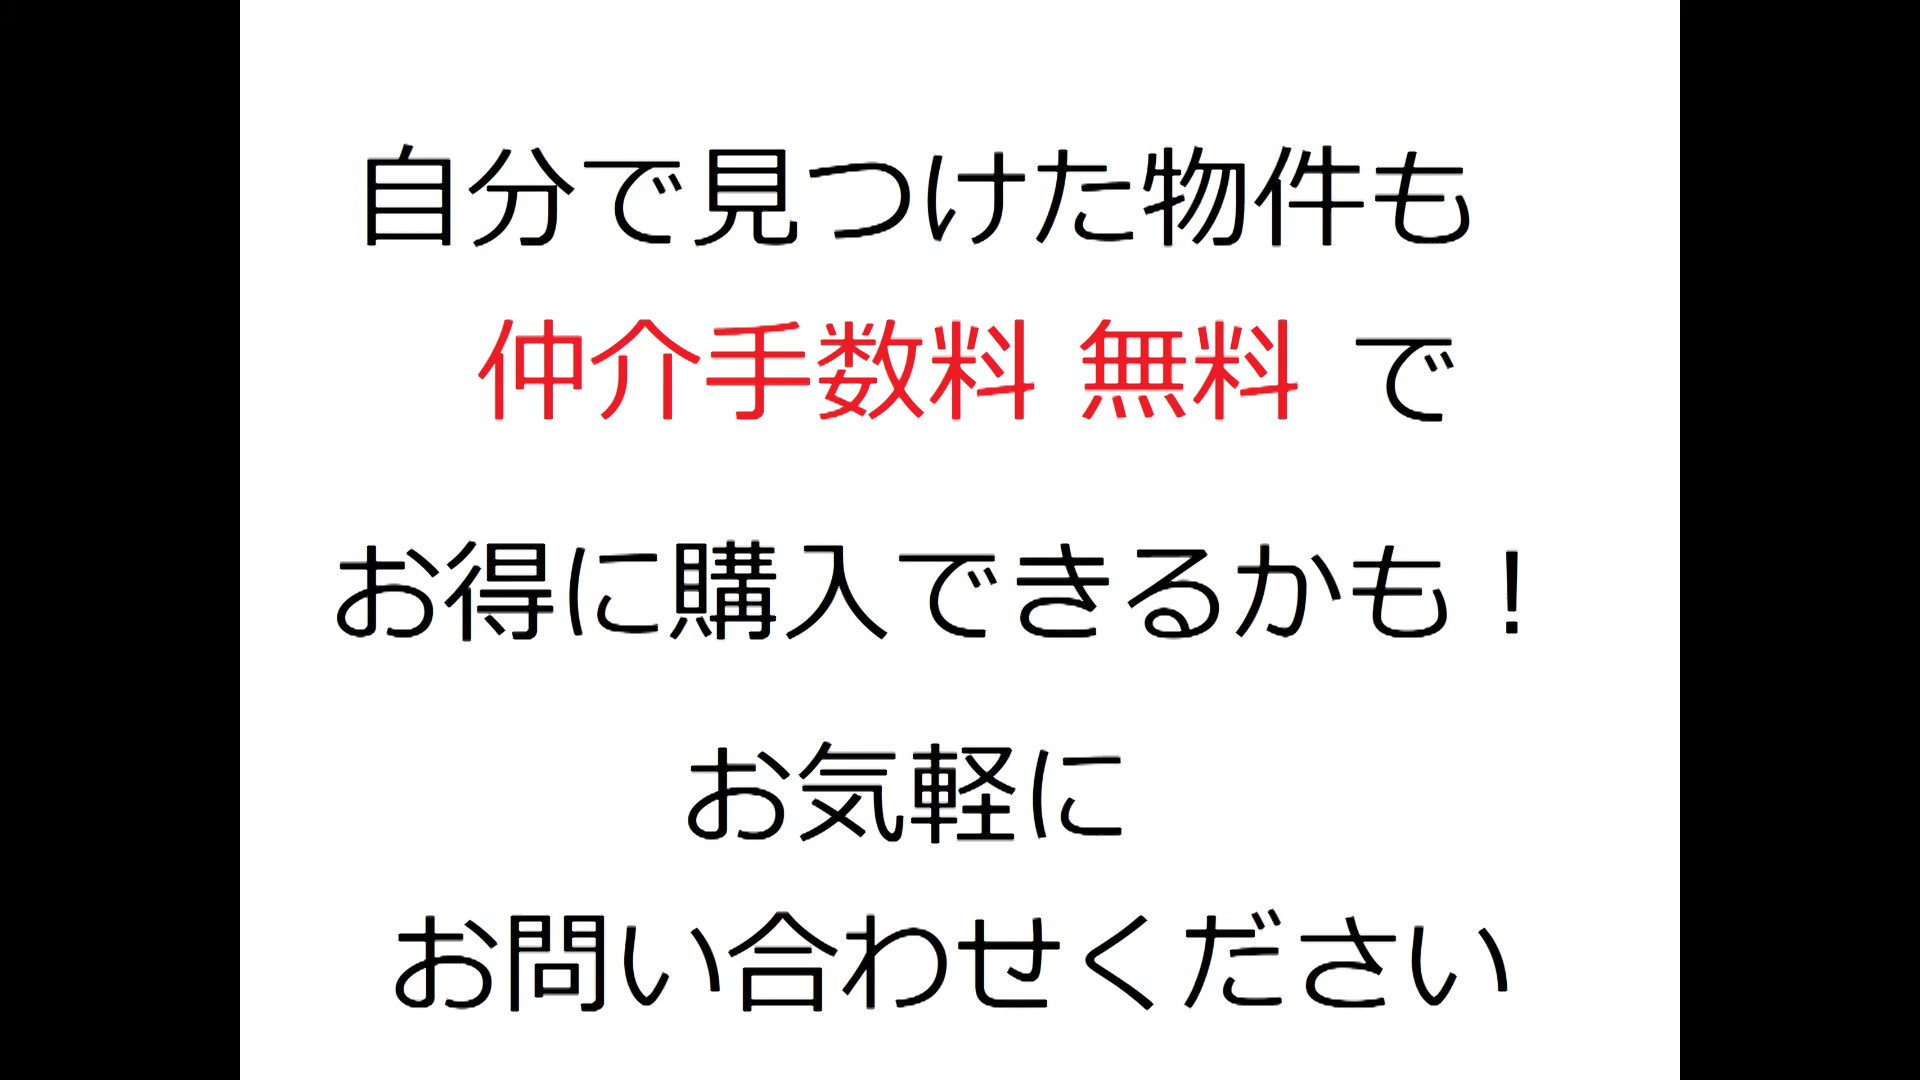 自分で見つけた物件も
仲介手数料 無料 で
お得に購入できるかも！
お気軽に
お問い合わせください